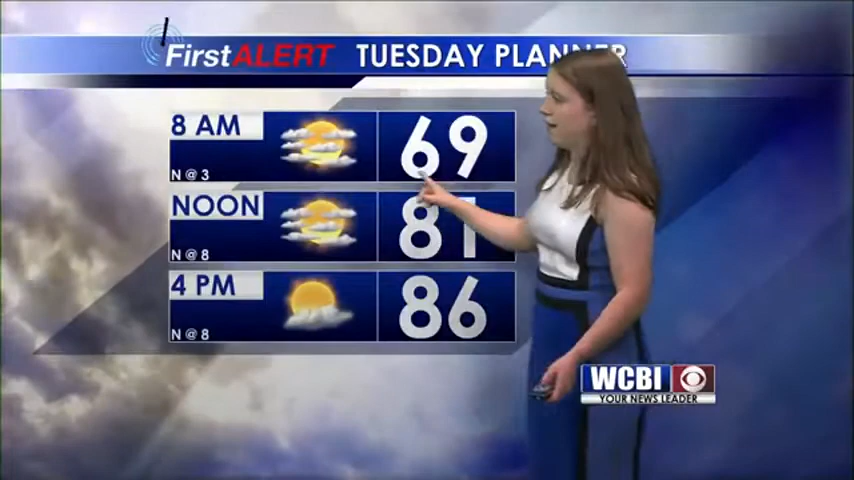 FirstALERT TUESDAY PLANNER
8 AM
69
N @ 3
NOON
81
N @ 8
4 PM
86
N @ 8
WCBI
YOUR NEWS LEADER